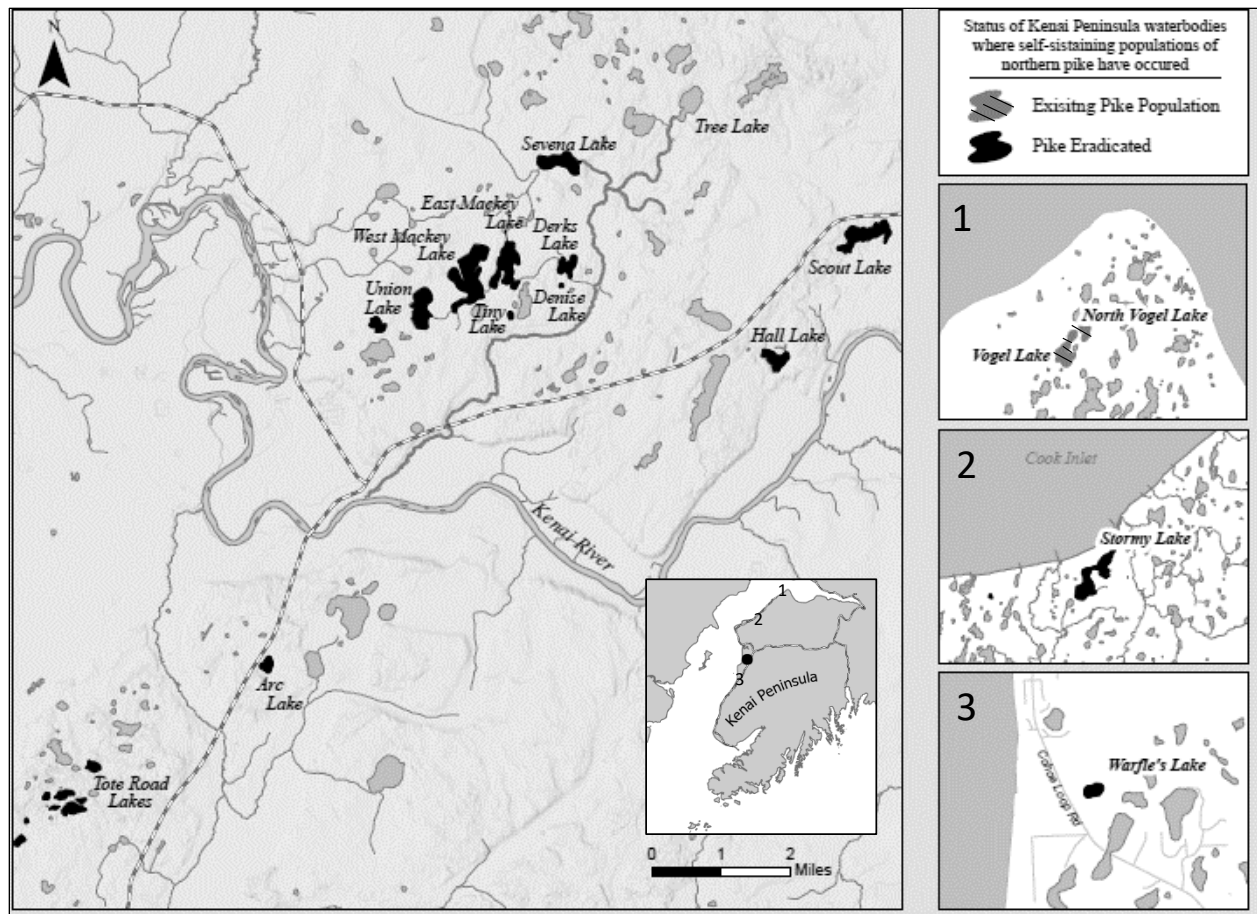 N
Tree Lake
Sevena Lake
East Mackey
Lake
Derks
Lake
West Mackey
Lake
Scout Lake
Union
Lake
Tiny
Lake
Denise
Lake
Hall Lake
Kenai River
Arc
Lake
Tote Road
Lakes
1
2
3
Kenai Peninsula
0 1 2
Miles
Status of Kenai Peninsula waterbodies
where self-sistaining populations of
northern pike have occured
Exisitng Pike Population
Pike Eradicated
1
North Vogel Lake
Vogel Lake
2
Cook Inlet
Stormy Lake
3
Warfle's Lake
Canoe Loop Rd